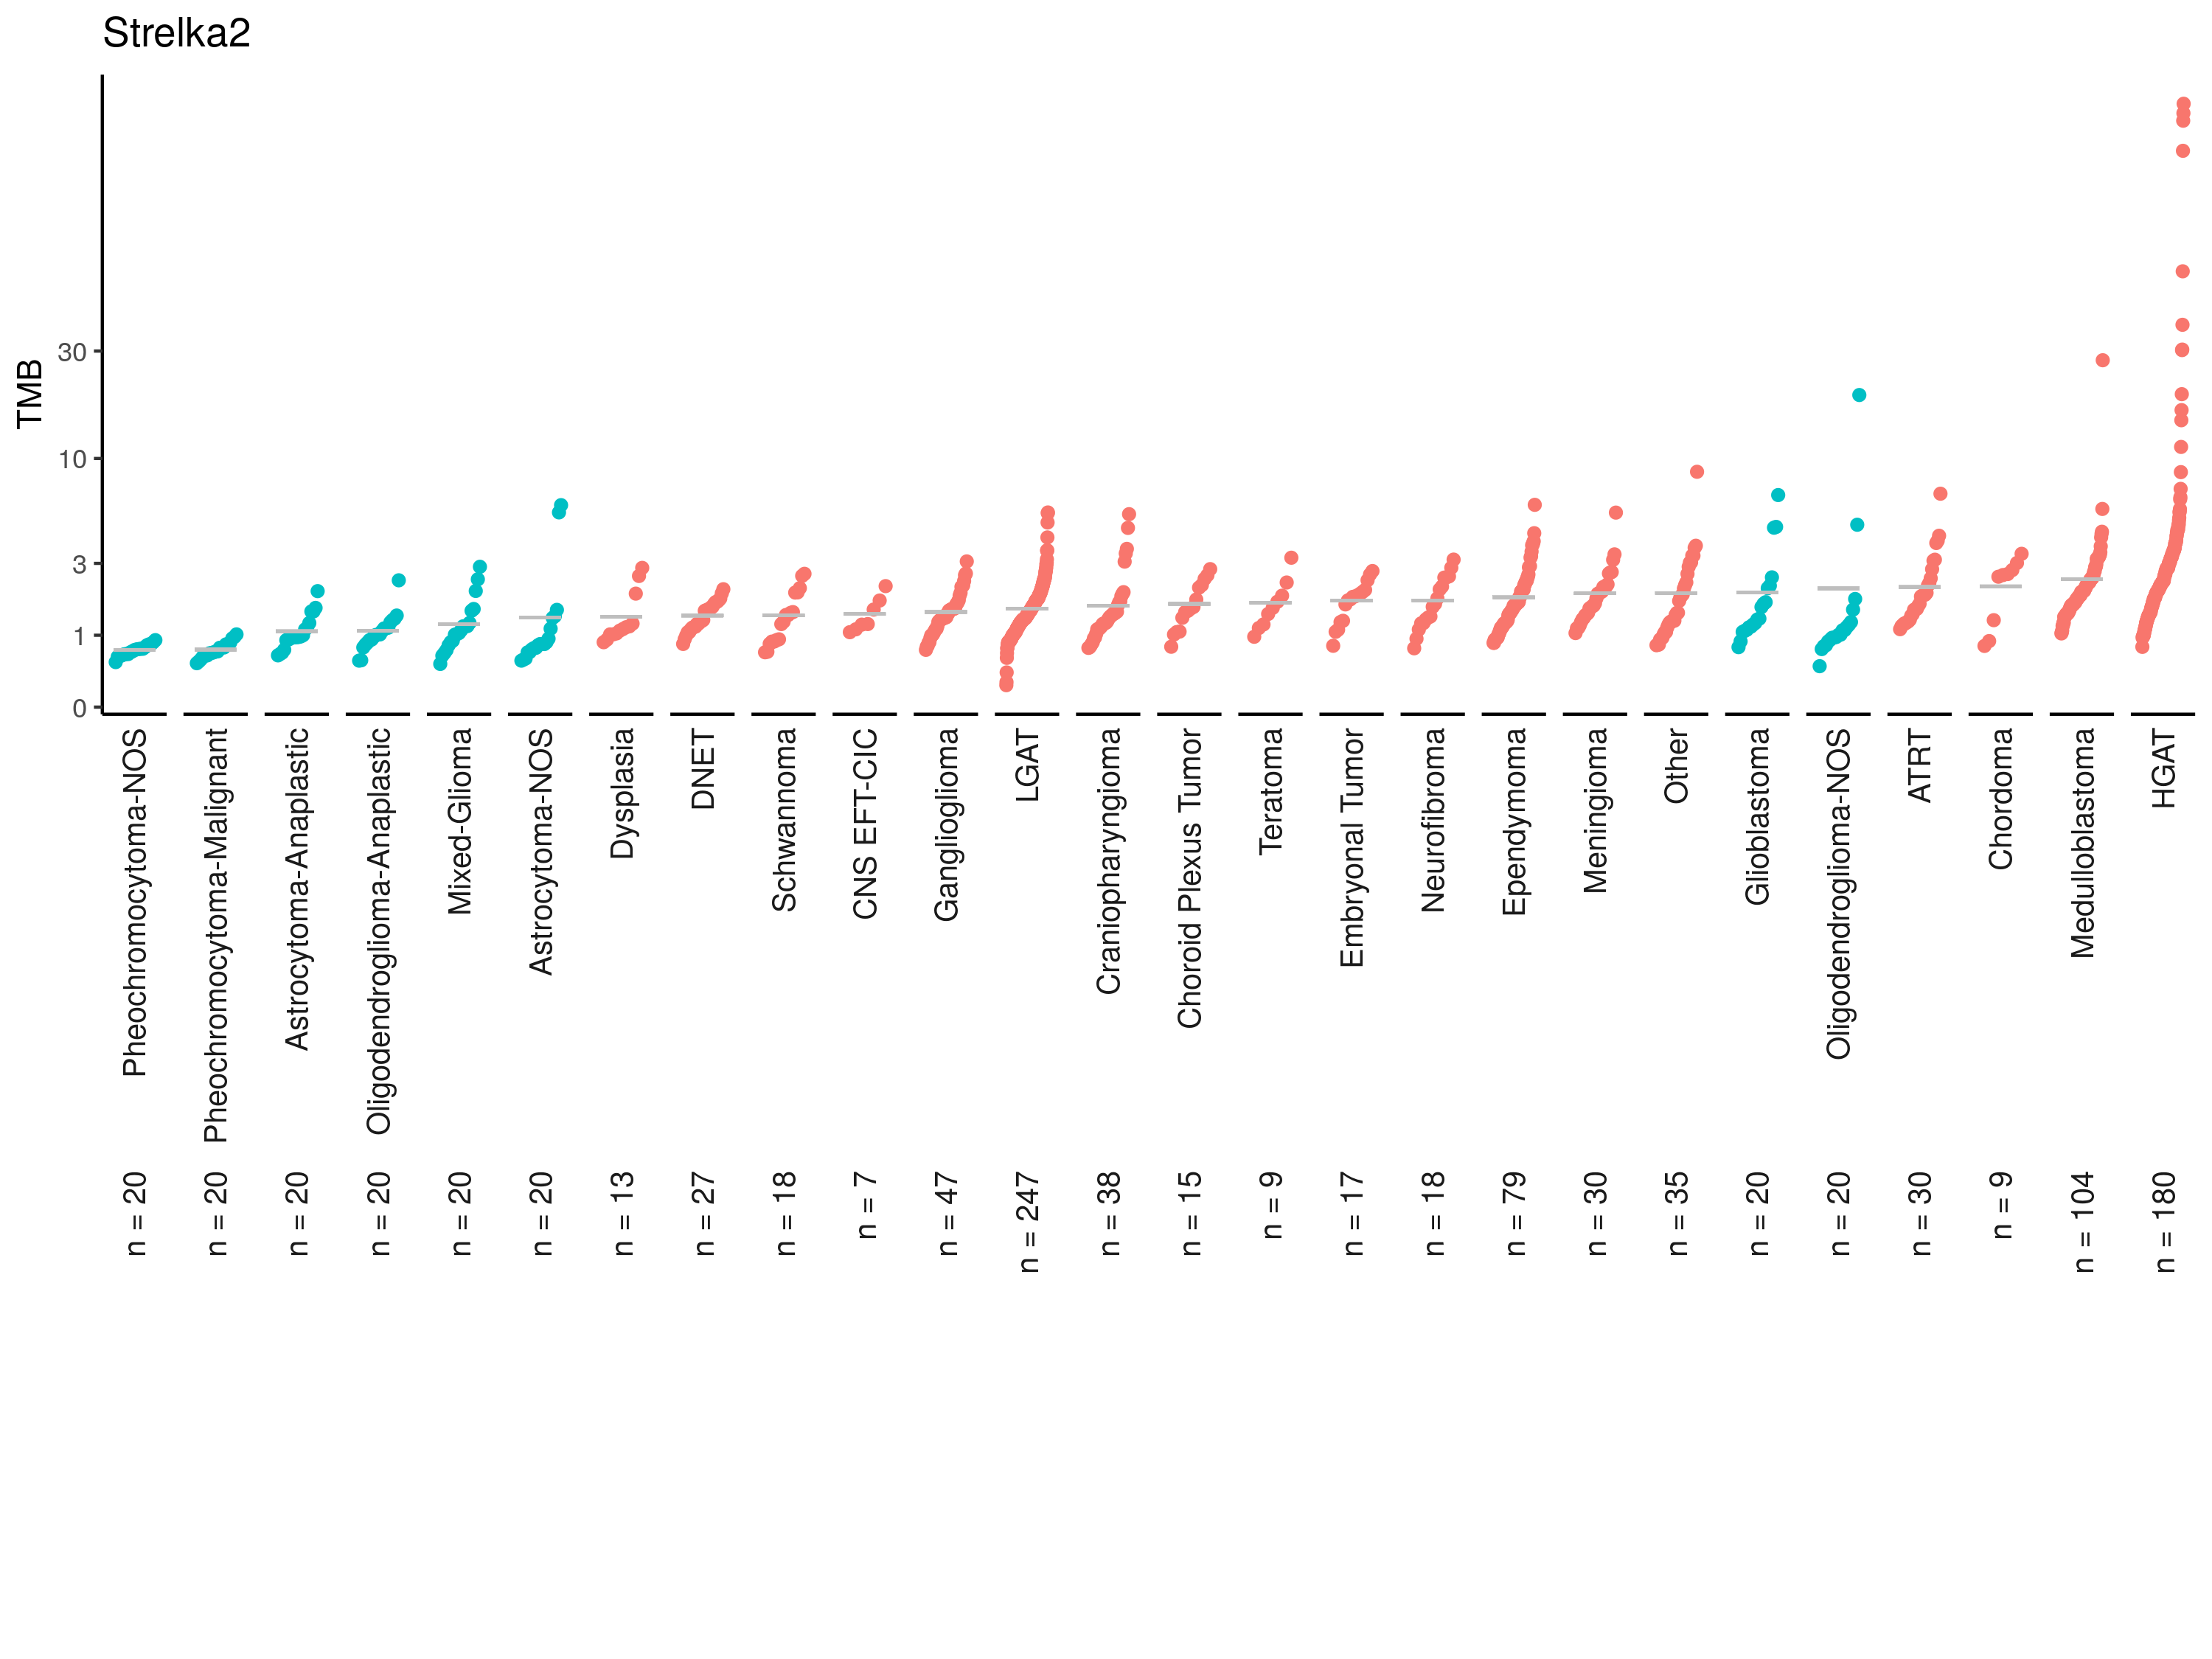 Strelka2
TMB
30
10
3
1
0
Pheochromocytoma-NOS
Pheochromocytoma-Malignant
Astrocytoma-Anaplastic
Oligodendroglioma-Anaplastic
Mixed-Glioma
Astrocytoma-NOS
Dysplasia
DNET
Schwannoma
CNS EFT-CIC
Ganglioglioma
LGAT
Craniopharyngioma
Choroid Plexus Tumor
Teratoma
Embryonal Tumor
Neurofibroma
Ependymoma
Meningioma
Other
Glioblastoma
Oligodendroglioma-NOS
ATRT
Chordoma
Medulloblastoma
HGAT
n = 20
n = 20
n = 20
n = 20
n = 20
n = 20
n = 13
n = 27
n = 18
n = 7
n = 47
n = 247
n = 38
n = 15
n = 9
n = 17
n = 18
n = 79
n = 30
n = 35
n = 20
n = 20
n = 30
n = 9
n = 104
n = 180